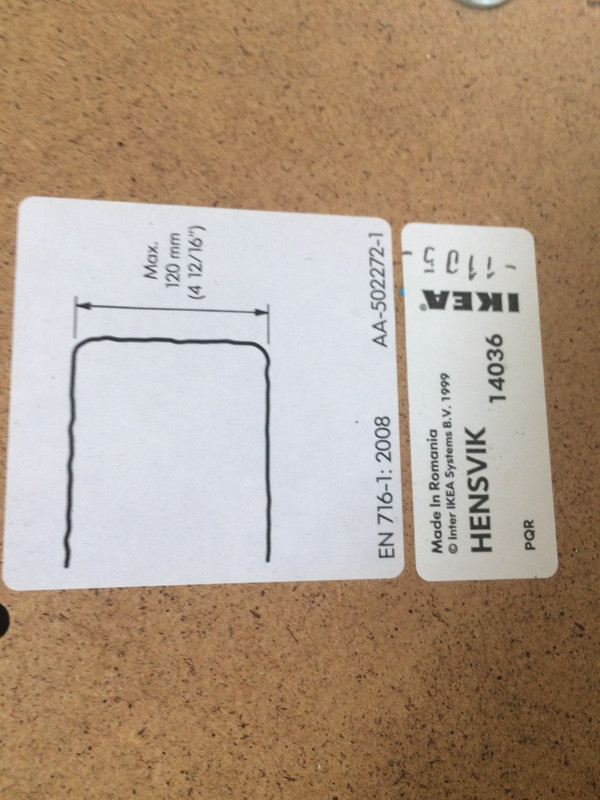 Max.
120 mm
(4 12/16")
EN 716-1: 2008
AA-502272-1
Made in Romania
© Inter IKEA Systems B.V. 1999
HENSVIK
14036
PQR
IKEA®